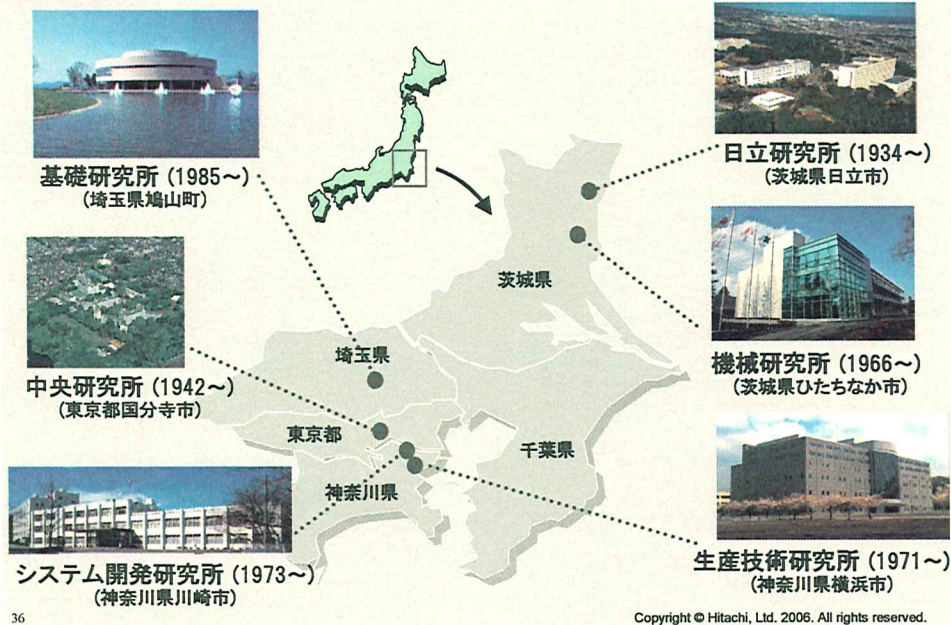 基礎研究所 (1985～)
(埼玉県鳩山町)
中央研究所 (1942～)
(東京都国分寺市)
システム開発研究所 (1973～)
(神奈川県川崎市)
日立研究所 (1934～)
(茨城県日立市)
機械研究所 (1966～)
(茨城県ひたちなか市)
生産技術研究所 (1971～)
(神奈川県横浜市)
茨城県
埼玉県
東京都
千葉県
神奈川県
36
Copyright © Hitachi, Ltd. 2006. All rights reserved.